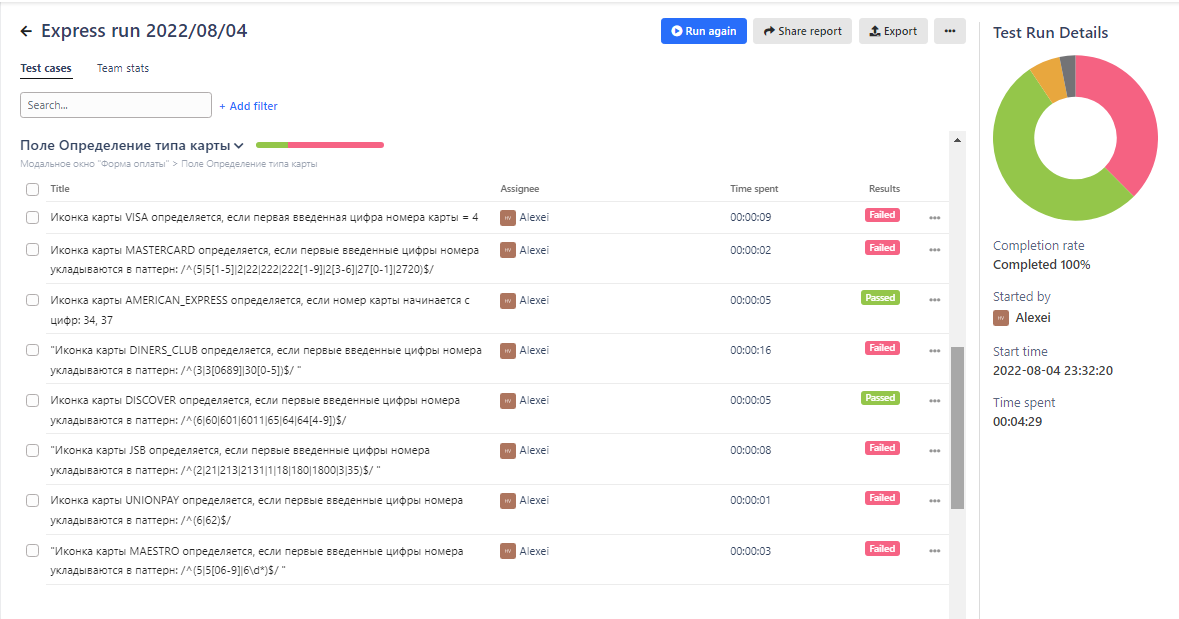 Express run 2022/08/04
Run again
Share report
Export
Test cases
Team stats
Search...
+ Add filter
Поле Определение типа карты
Модальное окно "Форма оплаты" > Поле Определение типа карты
Title Assignee Time spent Results
Иконка карты VISA определяется, если первая введенная цифра номера карты = 4 Alexei 00:00:09 Failed
Иконка карты MASTERCARD определяется, если первые введенные цифры номера Alexei 00:00:02 Failed
укладываются в паттерн: /^(5|5[1-5]|2|22|222|222[1-9]|2[3-6]|27[0-1]|2720)$/
Иконка карты AMERICAN_EXPRESS определяется, если номер карты начинается с Alexei 00:00:05 Passed
цифр: 34, 37
"Иконка карты DINERS_CLUB определяется, если первые введенные цифры номера Alexei 00:00:16 Failed
укладываются в паттерн: /^(3|3[0689]|30[0-5])$/ "
Иконка карты DISCOVER определяется, если первые введенные цифры номера Alexei 00:00:05 Passed
укладываются в паттерн: /^(6|60|601|6011|65|64|64[4-9])$/
"Иконка карты JSB определяется, если первые введенные цифры номера Alexei 00:00:08 Failed
укладываются в паттерн: /^(2|21|213|2131|1|18|180|1800|3|35)$/ "
Иконка карты UNIONPAY определяется, если первые введенные цифры номера Alexei 00:00:01 Failed
укладываются в паттерн: /^(6|62)$/
"Иконка карты MAESTRO определяется, если первые введенные цифры номера Alexei 00:00:03 Failed
укладываются в паттерн: /^(5|5[06-9]|6\d*)$/ "
Test Run Details
Completion rate
Completed 100%
Started by
Alexei
Start time
2022-08-04 23:32:20
Time spent
00:04:29